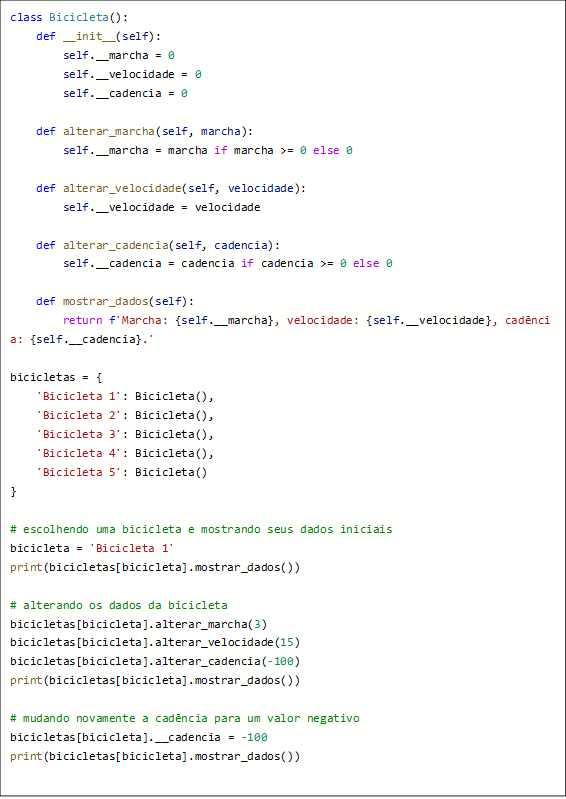 class Bicicleta():
    def __init__(self):
        self.__marcha = 0
        self.__velocidade = 0
        self.__cadencia = 0

    def alterar_marcha(self, marcha):
        self.__marcha = marcha if marcha >= 0 else 0

    def alterar_velocidade(self, velocidade):
        self.__velocidade = velocidade

    def alterar_cadencia(self, cadencia):
        self.__cadencia = cadencia if cadencia >= 0 else 0

    def mostrar_dados(self):
        return f'Marcha: {self.__marcha}, velocidade: {self.__velocidade}, cadênci
a: {self.__cadencia}.'

bicicletas = {
    'Bicicleta 1': Bicicleta(),
    'Bicicleta 2': Bicicleta(),
    'Bicicleta 3': Bicicleta(),
    'Bicicleta 4': Bicicleta(),
    'Bicicleta 5': Bicicleta()
}

# escolhendo uma bicicleta e mostrando seus dados iniciais
bicicleta = 'Bicicleta 1'
print(bicicletas[bicicleta].mostrar_dados())

# alterando os dados da bicicleta
bicicletas[bicicleta].alterar_marcha(3)
bicicletas[bicicleta].alterar_velocidade(15)
bicicletas[bicicleta].alterar_cadencia(-100)
print(bicicletas[bicicleta].mostrar_dados())

# mudando novamente a cadência para um valor negativo
bicicletas[bicicleta].__cadencia = -100
print(bicicletas[bicicleta].mostrar_dados())